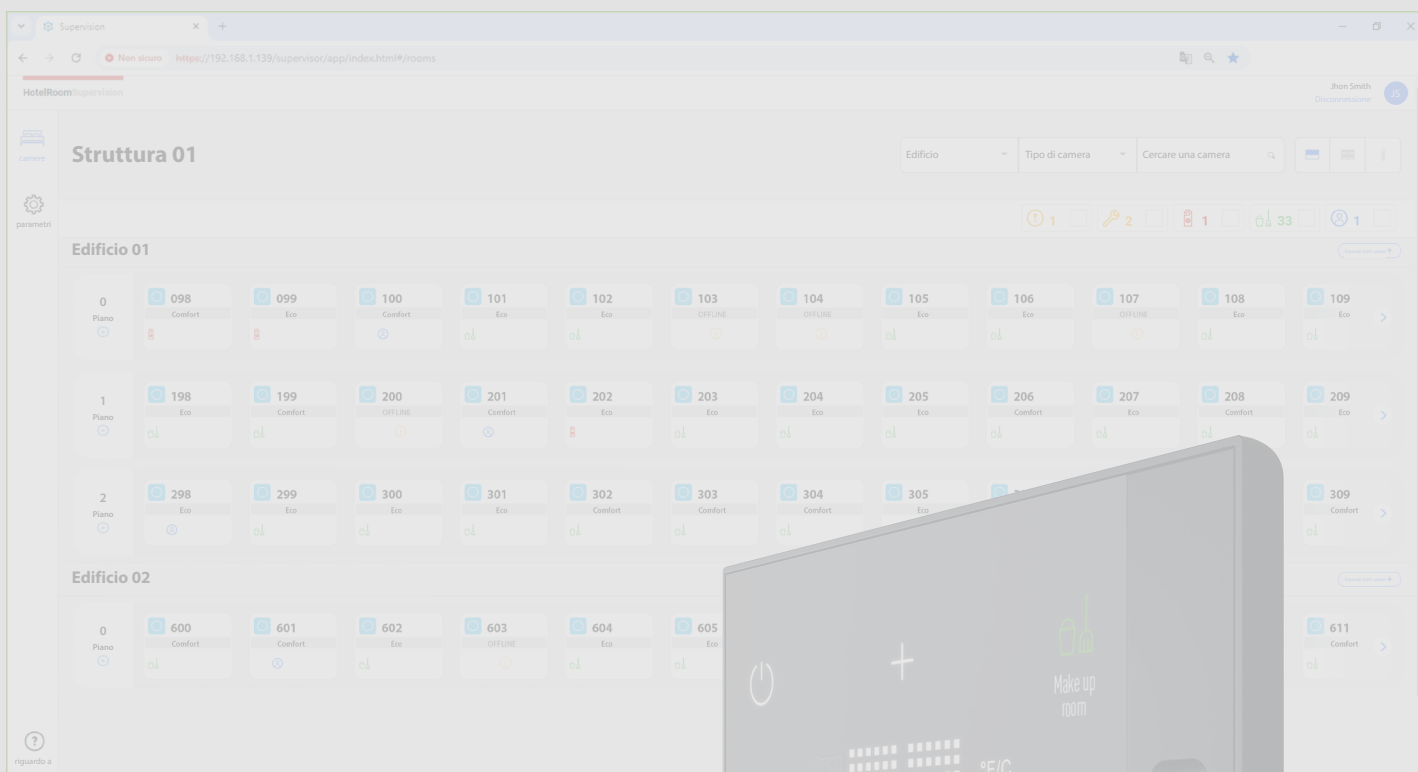 Supervision
Non sicuro https://192.168.1.139/supervisor/app/index.html#/rooms
HotelRoomSupervision
Jhon Smith
Disconnessione
JS
camere
Struttura 01
Edificio
Tipo di camera
Cercare una camera
parametri
1 2 1 33 1
Edificio 01
0 098 099 100 101 102 103 104 105 106 107 108 109
Piano Comfort Eco Comfort Eco Eco OFFLINE OFFLINE Eco Eco OFFLINE Eco Eco
1 198 199 200 201 202 203 204 205 206 207 208 209
Piano Eco Comfort OFFLINE Comfort Eco Eco Eco Eco Comfort Eco Comfort Eco
2 298 299 300 301 302 303 304 305 309
Piano Eco Eco Eco Eco Comfort Comfort Comfort Eco Comfort
Edificio 02
0 600 601 602 603 604 605 611
Piano Comfort Comfort Eco OFFLINE Eco Eco Comfort
Make up
room
°F/C
riguardo a